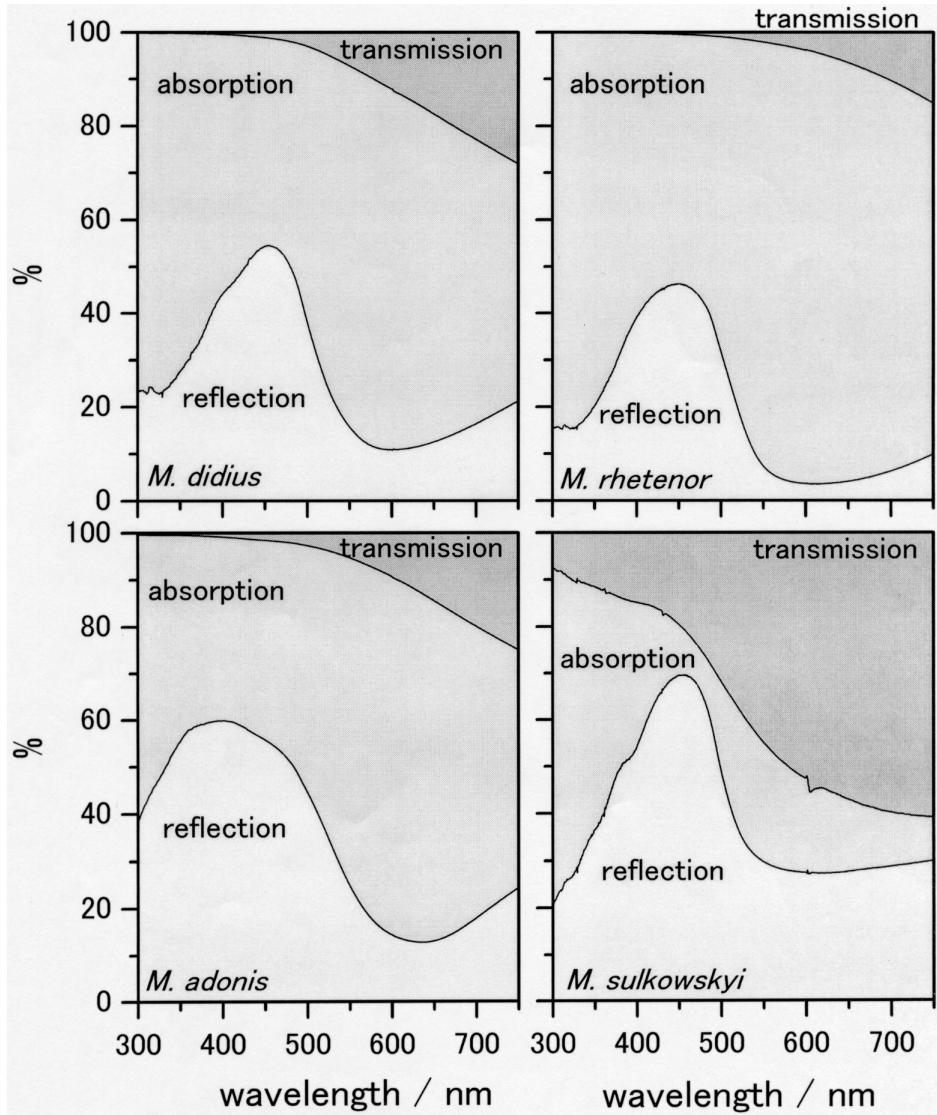 transmission
100
transmission
absorption
absorption
80
60
%
40
reflection
reflection
20
M. didius
M. rhetenor
0
100
transmission
transmission
absorption
80
absorption
60
%
40
reflection
reflection
20
M. adonis
M. sulkowskyi
0
300 400 500 600 700
300 400 500 600 700
wavelength / nm
wavelength / nm